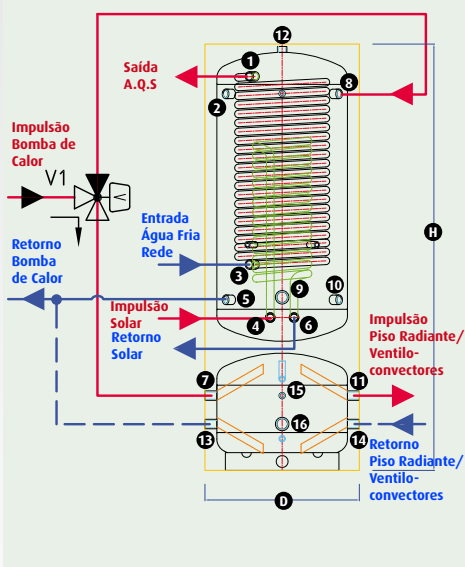 12
1
Saída
A.Q.S
8
2
Impulsão
Bomba de
Calor
V1
V
Entrada
Água Fria
Rede
H
Retorno
Bomba
de Calor
3
5
9
10
Impulsão
Solar
Retorno
Solar
4
6
Impulsão
Piso Radiante/
Ventilo-
convectores
7
11
15
16
13
14
Retorno
Piso Radiante/
Ventilo-
convectores
D